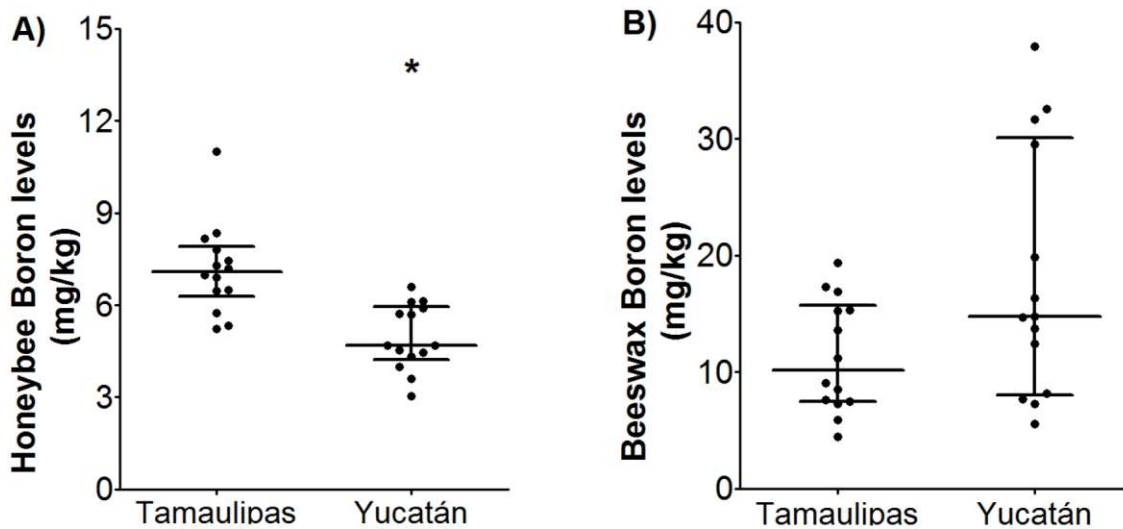 A)
Honeybee Boron levels
(mg/kg)
15
12
9
6
3
0
*
Tamaulipas
Yucatán
B)
Beeswax Boron levels
(mg/kg)
40
30
20
10
0
Tamaulipas
Yucatán